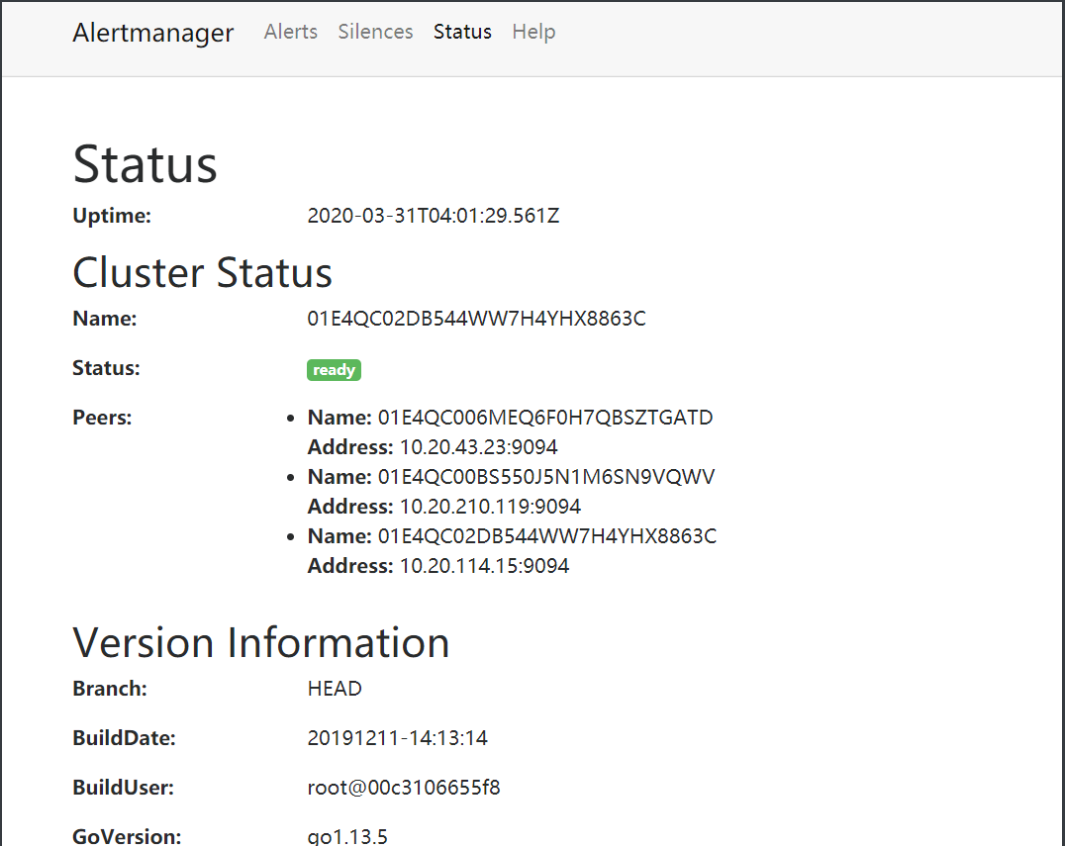 Alertmanager Alerts Silences Status Help
Status
Uptime: 2020-03-31T04:01:29.561Z
Cluster Status
Name: 01E4QC02DB544WW7H4YHX8863C
Status: ready
Peers: • Name: 01E4QC006MEQ6F0H7QBSZTGATD
Address: 10.20.43.23:9094
• Name: 01E4QC00BS550J5N1M6SN9VQWV
Address: 10.20.210.119:9094
• Name: 01E4QC02DB544WW7H4YHX8863C
Address: 10.20.114.15:9094
Version Information
Branch: HEAD
BuildDate: 20191211-14:13:14
BuildUser: root@00c3106655f8
GoVersion: go1.13.5